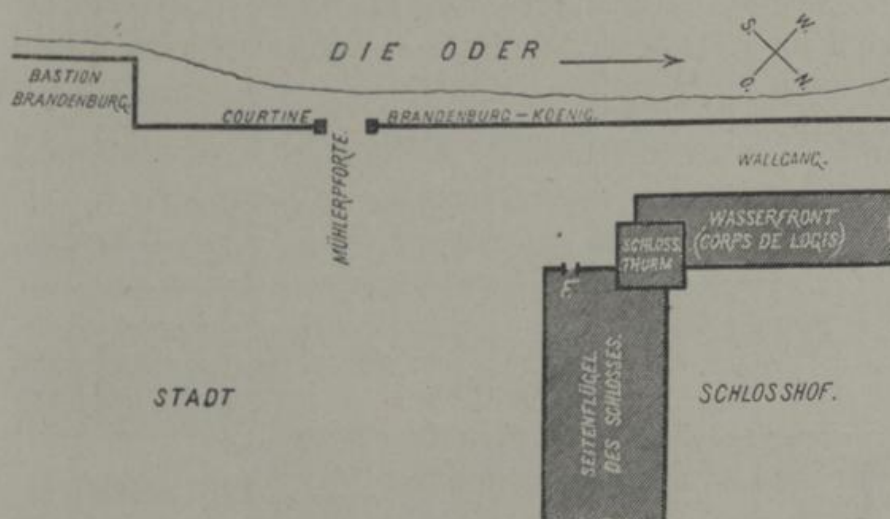 DIE ODER
S.
W.
O.
N.
BASTION
BRANDENBURG.
COURTINE
BRANDENBURG–KOENIG.
MÜHLERPFORTE.
WALLGANG.
WASSERFRONT
(CORPS DE LOGIS)
SCHLOSS.
THURM
SEITENFLÜGEL
DES SCHLOSSES.
STADT
SCHLOSSHOF.